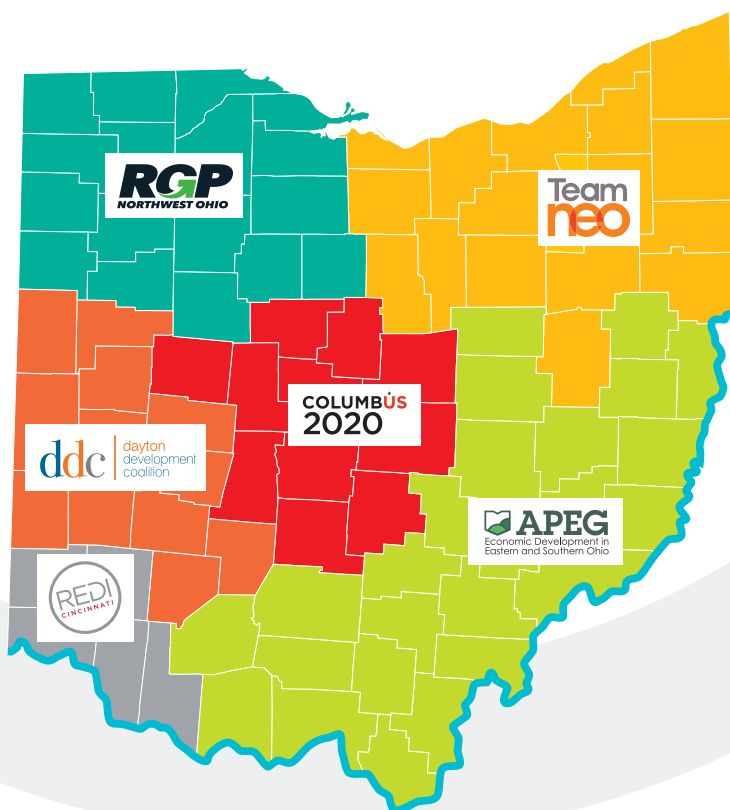 RGP
NORTHWEST OHIO
Team
neo
COLUMBUS
2020
ddc
dayton
development
coalition
APEG
Economic Development in
Eastern and Southern Ohio
REDI
CINCINNATI